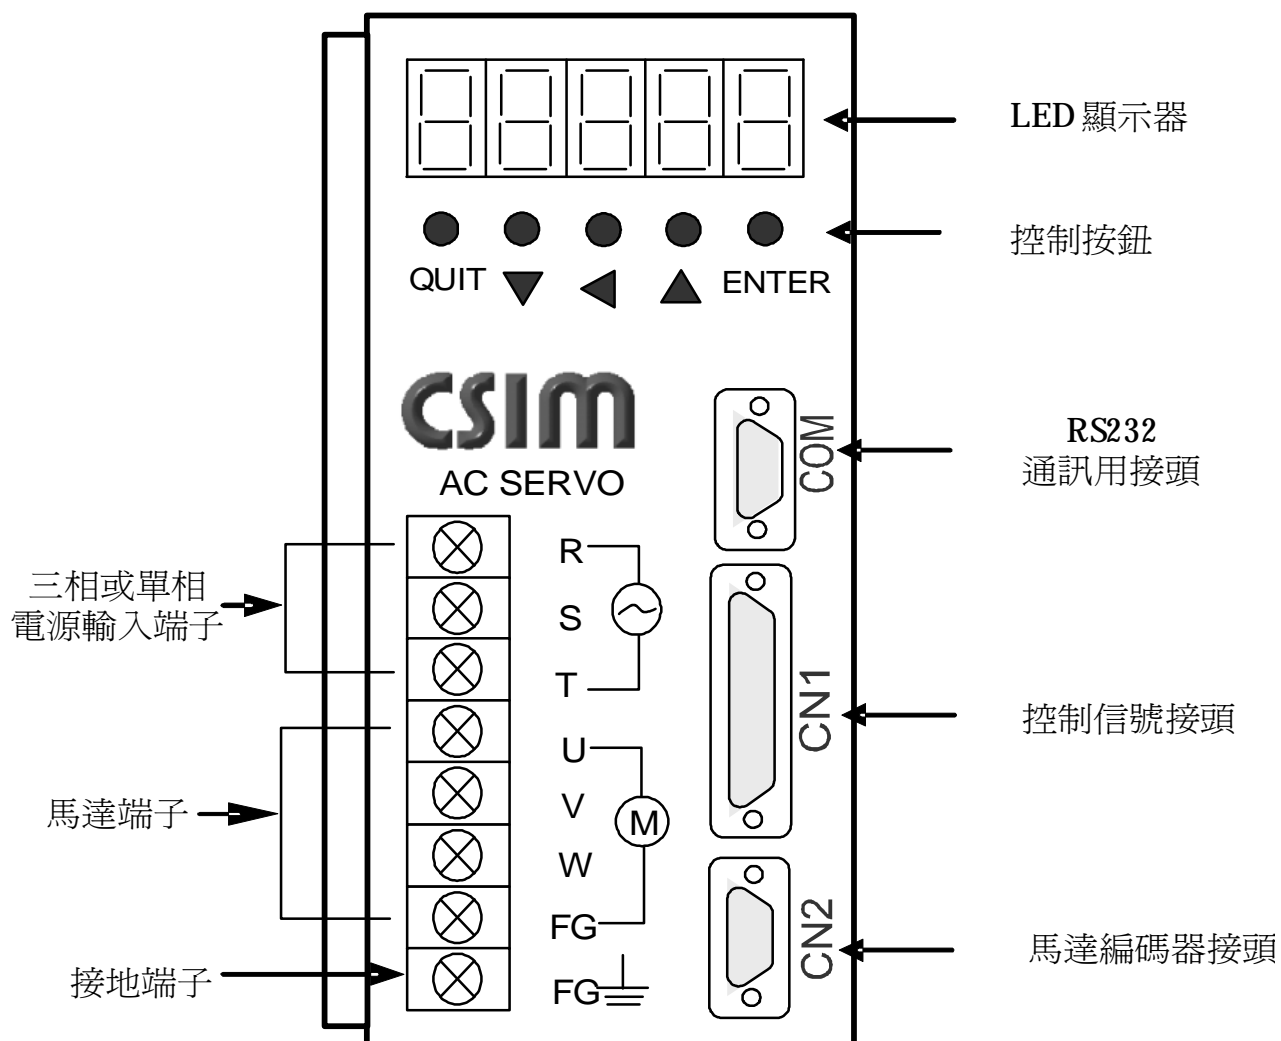 LED 顯示器
控制按鈕
QUIT ▼ ◀ ▲ ENTER
CSIM
AC SERVO
COM
RS232
通訊用接頭
三相或單相
電源輸入端子
R
S
T
CN1
控制信號接頭
馬達端子
U
V
M
W
FG
CN2
馬達編碼器接頭
接地端子
FG